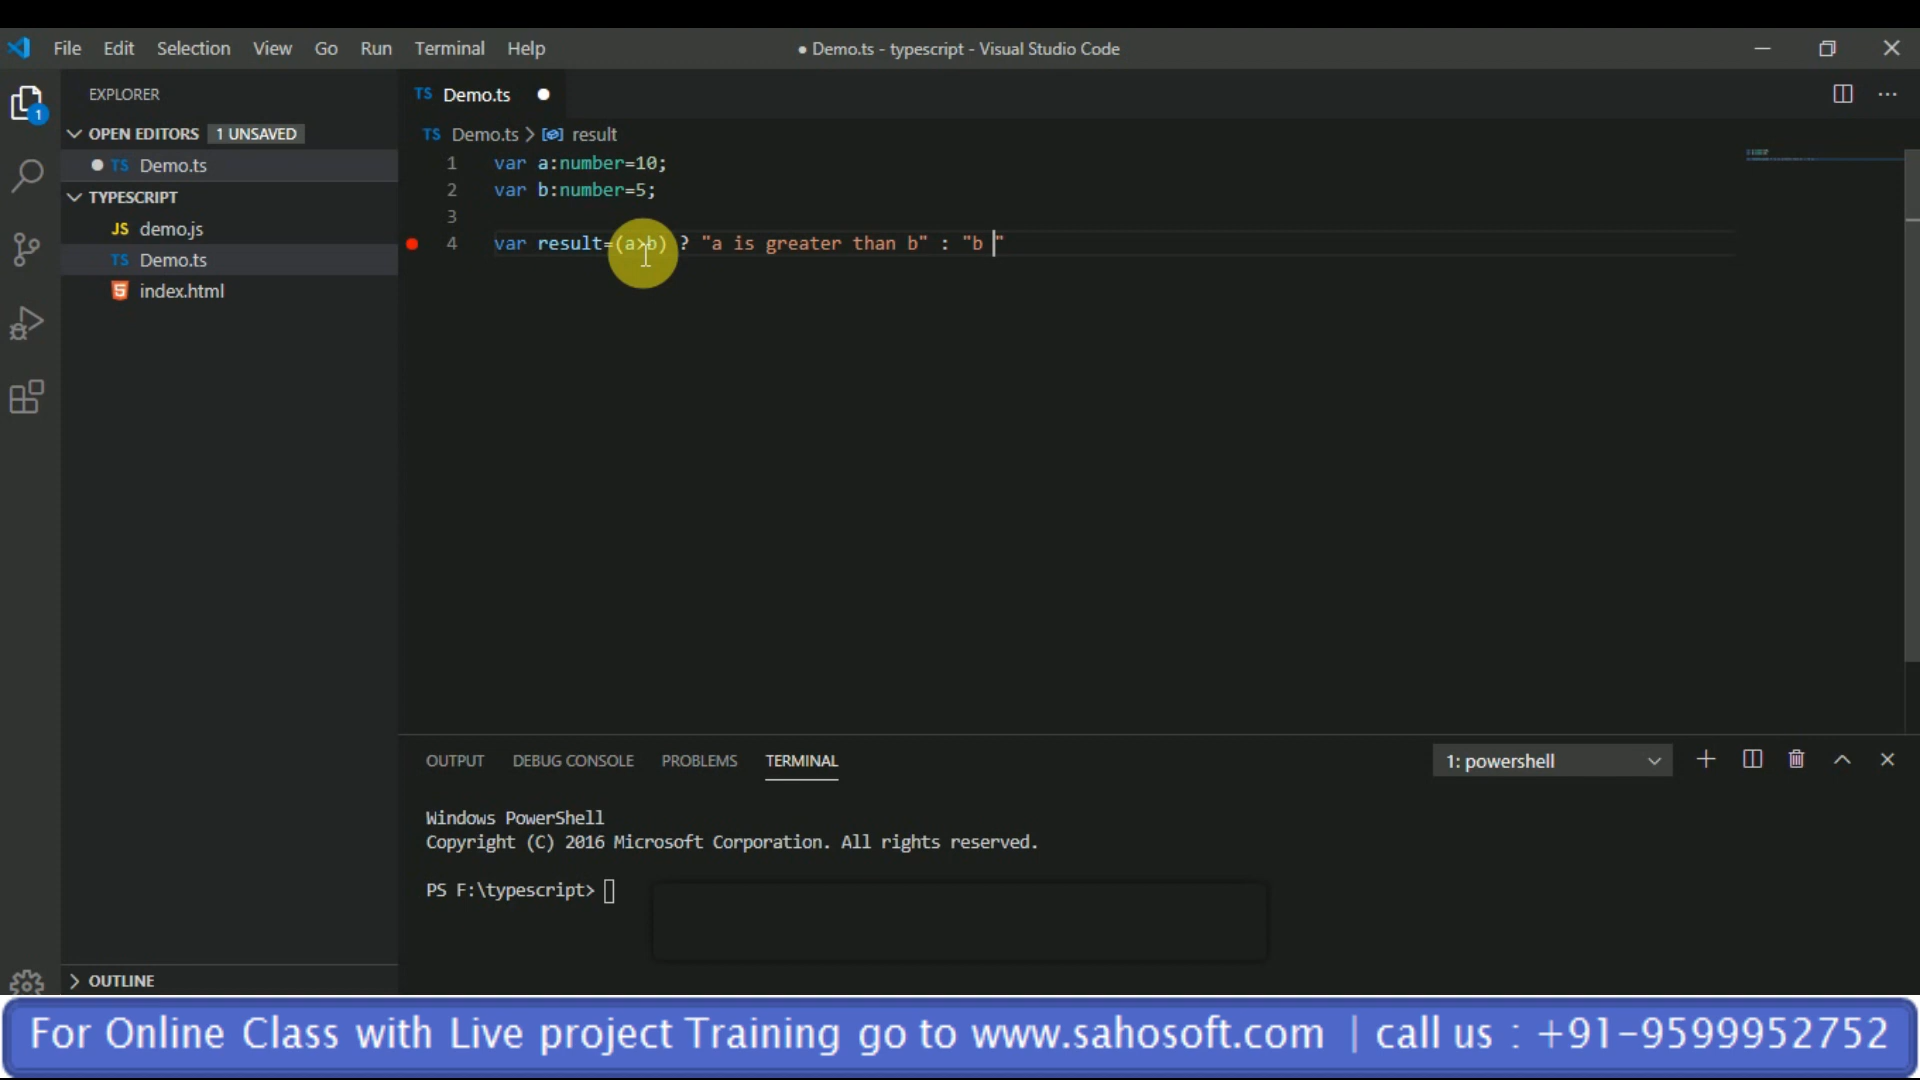 File Edit Selection View Go Run Terminal Help
● Demo.ts - typescript - Visual Studio Code
1
EXPLORER
OPEN EDITORS 1 UNSAVED
TS Demo.ts
TYPESCRIPT
JS demo.js
TS Demo.ts
5 index.html
OUTLINE
TS Demo.ts
TS Demo.ts > result
1 var a:number=10;
2 var b:number=5;
3
4 var result=(a>b) ? "a is greater than b" : "b "
OUTPUT DEBUG CONSOLE PROBLEMS TERMINAL
1: powershell
Windows PowerShell
Copyright (C) 2016 Microsoft Corporation. All rights reserved.
PS F:\typescript>
For Online Class with Live project Training go to www.sahosoft.com | call us : +91-9599952752